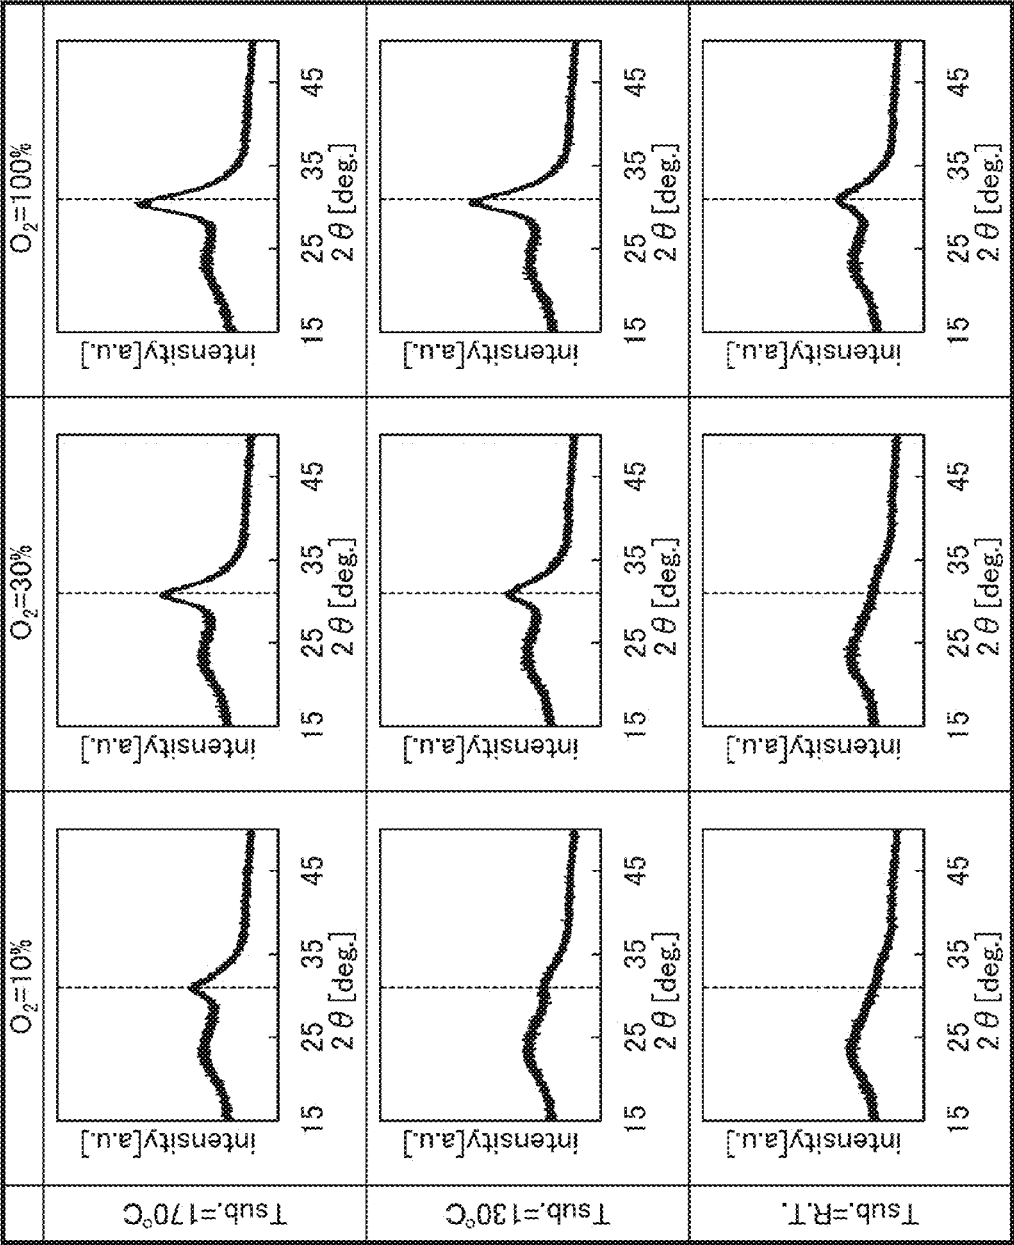 O2=10%
O2=30%
O2=100%
Tsub.=170°C
intensity[a.u.]
15 25 35 45
2θ[deg.]
intensity[a.u.]
15 25 35 45
2θ[deg.]
intensity[a.u.]
15 25 35 45
2θ[deg.]
Tsub.=130°C
intensity[a.u.]
15 25 35 45
2θ[deg.]
intensity[a.u.]
15 25 35 45
2θ[deg.]
intensity[a.u.]
15 25 35 45
2θ[deg.]
Tsub.=R.T.
intensity[a.u.]
15 25 35 45
2θ[deg.]
intensity[a.u.]
15 25 35 45
2θ[deg.]
intensity[a.u.]
15 25 35 45
2θ[deg.]